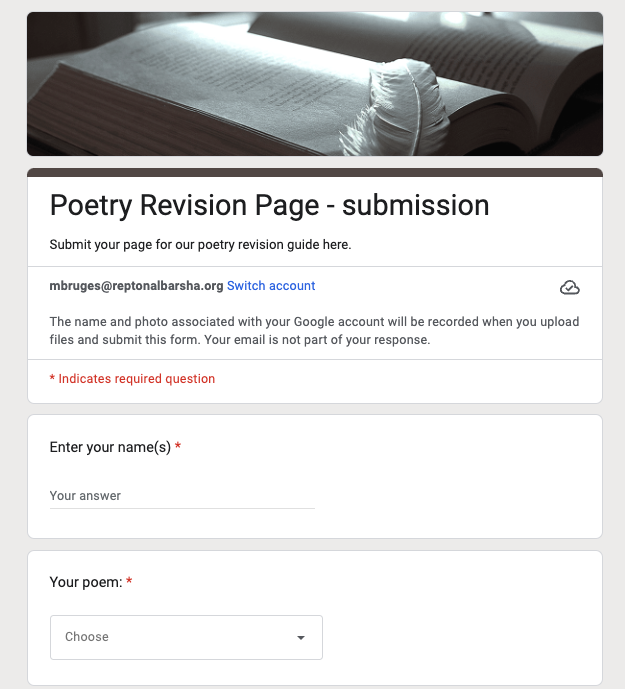 Poetry Revision Page - submission
Submit your page for our poetry revision guide here.
mbruges@reptonalbarsha.org Switch account
The name and photo associated with your Google account will be recorded when you upload
files and submit this form. Your email is not part of your response.
* Indicates required question
Enter your name(s) *
Your answer
Your poem: *
Choose